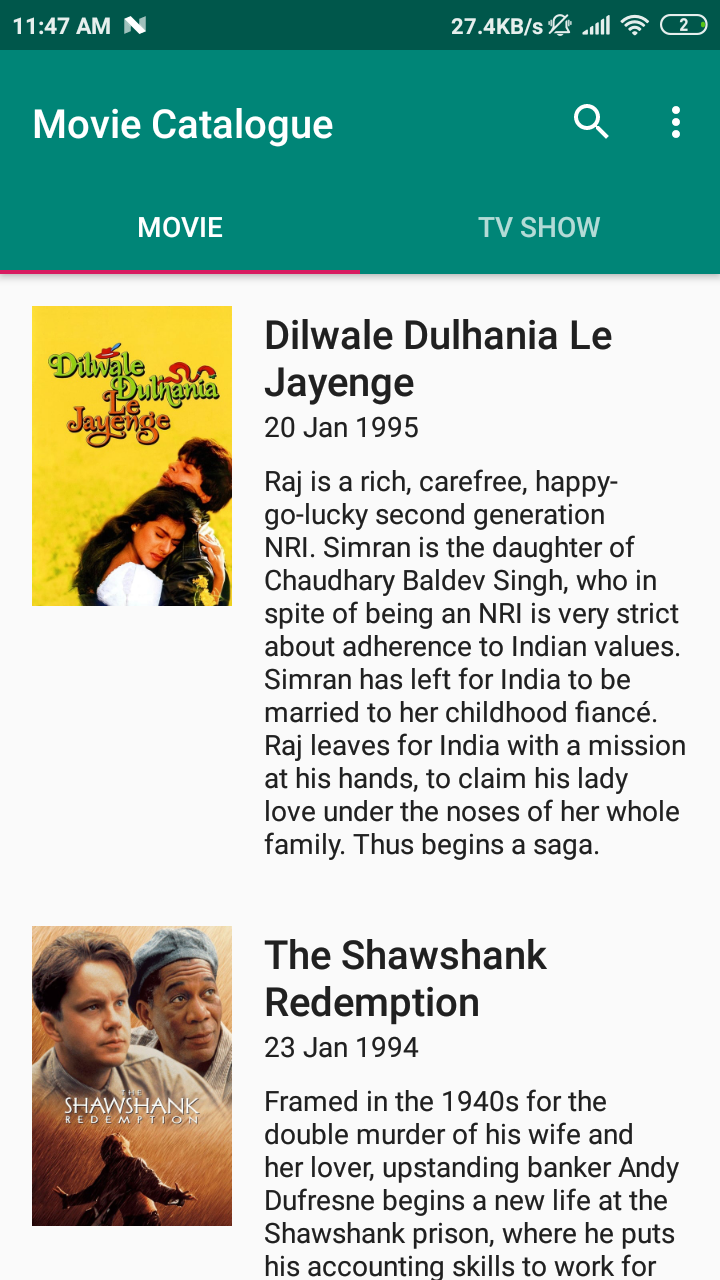 11:47 AM
27.4KB/s
2
Movie Catalogue
MOVIE
TV SHOW
Dilwale
Dulhania
Le
Jayenge
Dilwale Dulhania Le
Jayenge
20 Jan 1995
Raj is a rich, carefree, happy-
go-lucky second generation
NRI. Simran is the daughter of
Chaudhary Baldev Singh, who in
spite of being an NRI is very strict
about adherence to Indian values.
Simran has left for India to be
married to her childhood fiancé.
Raj leaves for India with a mission
at his hands, to claim his lady
love under the noses of her whole
family. Thus begins a saga.
THE
SHAWSHANK
REDEMPTION
The Shawshank
Redemption
23 Jan 1994
Framed in the 1940s for the
double murder of his wife and
her lover, upstanding banker Andy
Dufresne begins a new life at the
Shawshank prison, where he puts
his accounting skills to work for